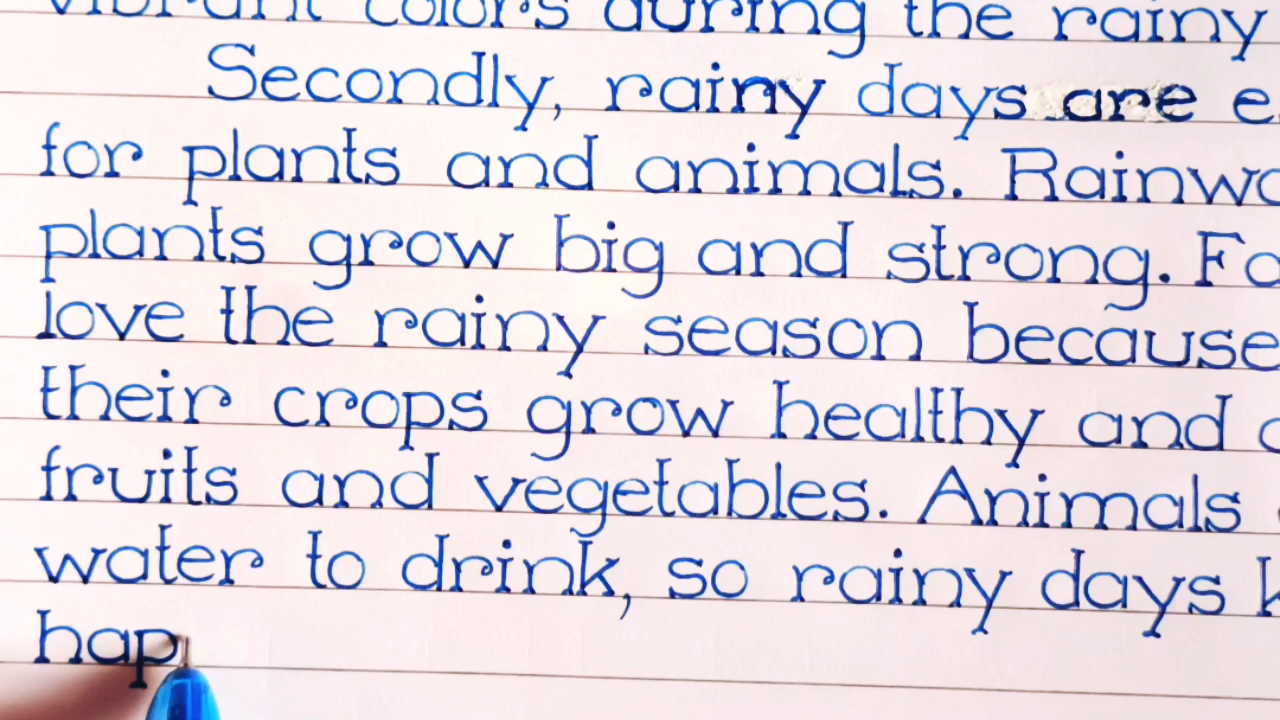 vibrant colors during the rainy
Secondly, rainy days are e
for plants and animals. Rainwa
plants grow big and strong. Fa
love the rainy season because
their crops grow healthy and
fruits and vegetables. Animals
water to drink, so rainy days k
hap